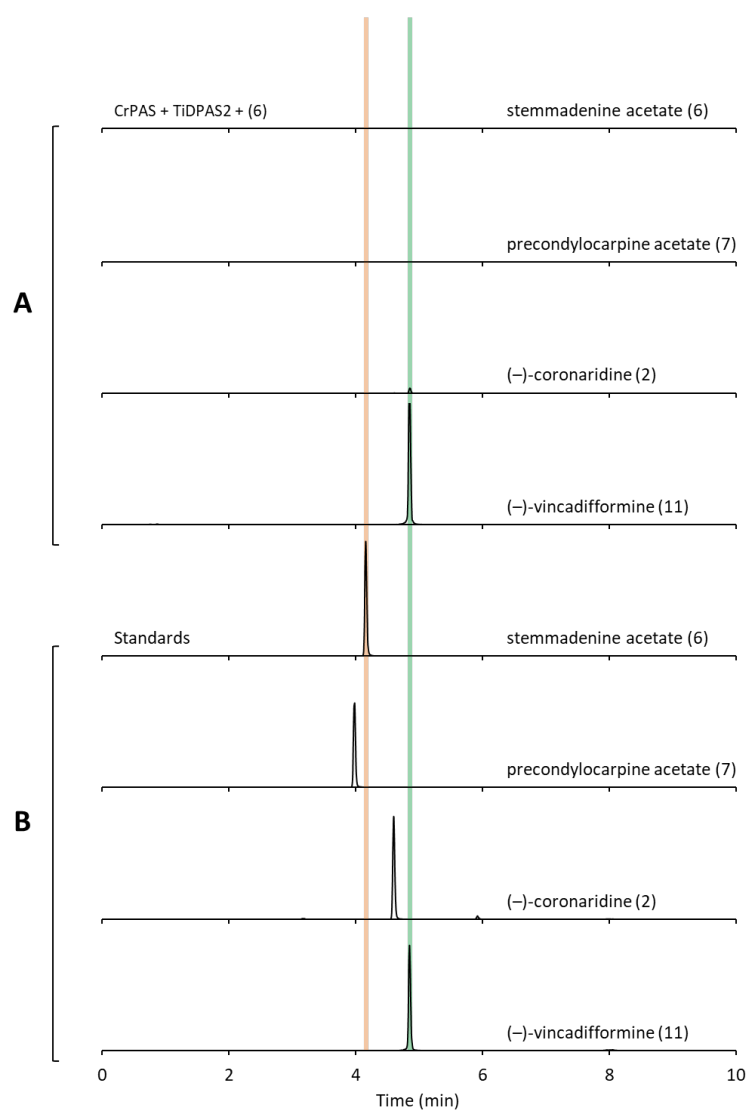 CrPAS + TiDPAS2 + (6) stemmadenine acetate (6)
precondylocarpine acetate (7)
A
(–)-coronaridine (2)
(–)-vincadifformine (11)
Standards stemmadenine acetate (6)
precondylocarpine acetate (7)
B
(–)-coronaridine (2)
(–)-vincadifformine (11)
0 2 4 6 8 10
Time (min)